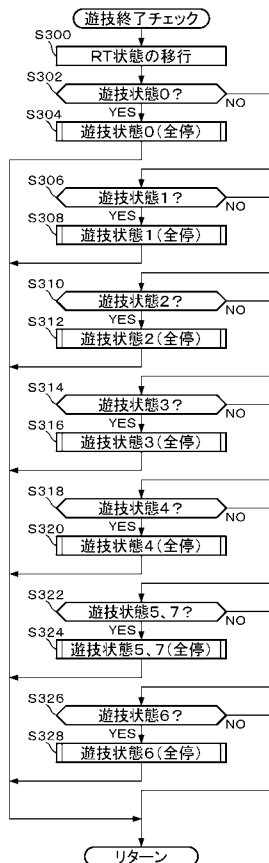 遊技終了チェック
S300
RT状態の移行
S302
遊技状態0?
NO
YES
S304
遊技状態0(全停)
S306
遊技状態1?
NO
YES
S308
遊技状態1(全停)
S310
遊技状態2?
NO
YES
S312
遊技状態2(全停)
S314
遊技状態3?
NO
YES
S316
遊技状態3(全停)
S318
遊技状態4?
NO
YES
S320
遊技状態4(全停)
S322
遊技状態5、7?
NO
YES
S324
遊技状態5、7(全停)
S326
遊技状態6?
NO
YES
S328
遊技状態6(全停)
リターン